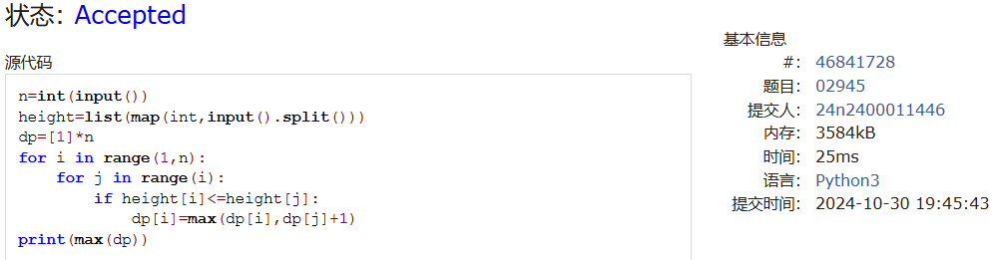 状态: Accepted
源代码
n=int(input())
height=list(map(int,input().split()))
dp=[1]*n
for i in range(1,n):
    for j in range(i):
        if height[i]<=height[j]:
            dp[i]=max(dp[i],dp[j]+1)
print(max(dp))
基本信息
#: 46841728
题目: 02945
提交人: 24n2400011446
内存: 3584kB
时间: 25ms
语言: Python3
提交时间: 2024-10-30 19:45:43